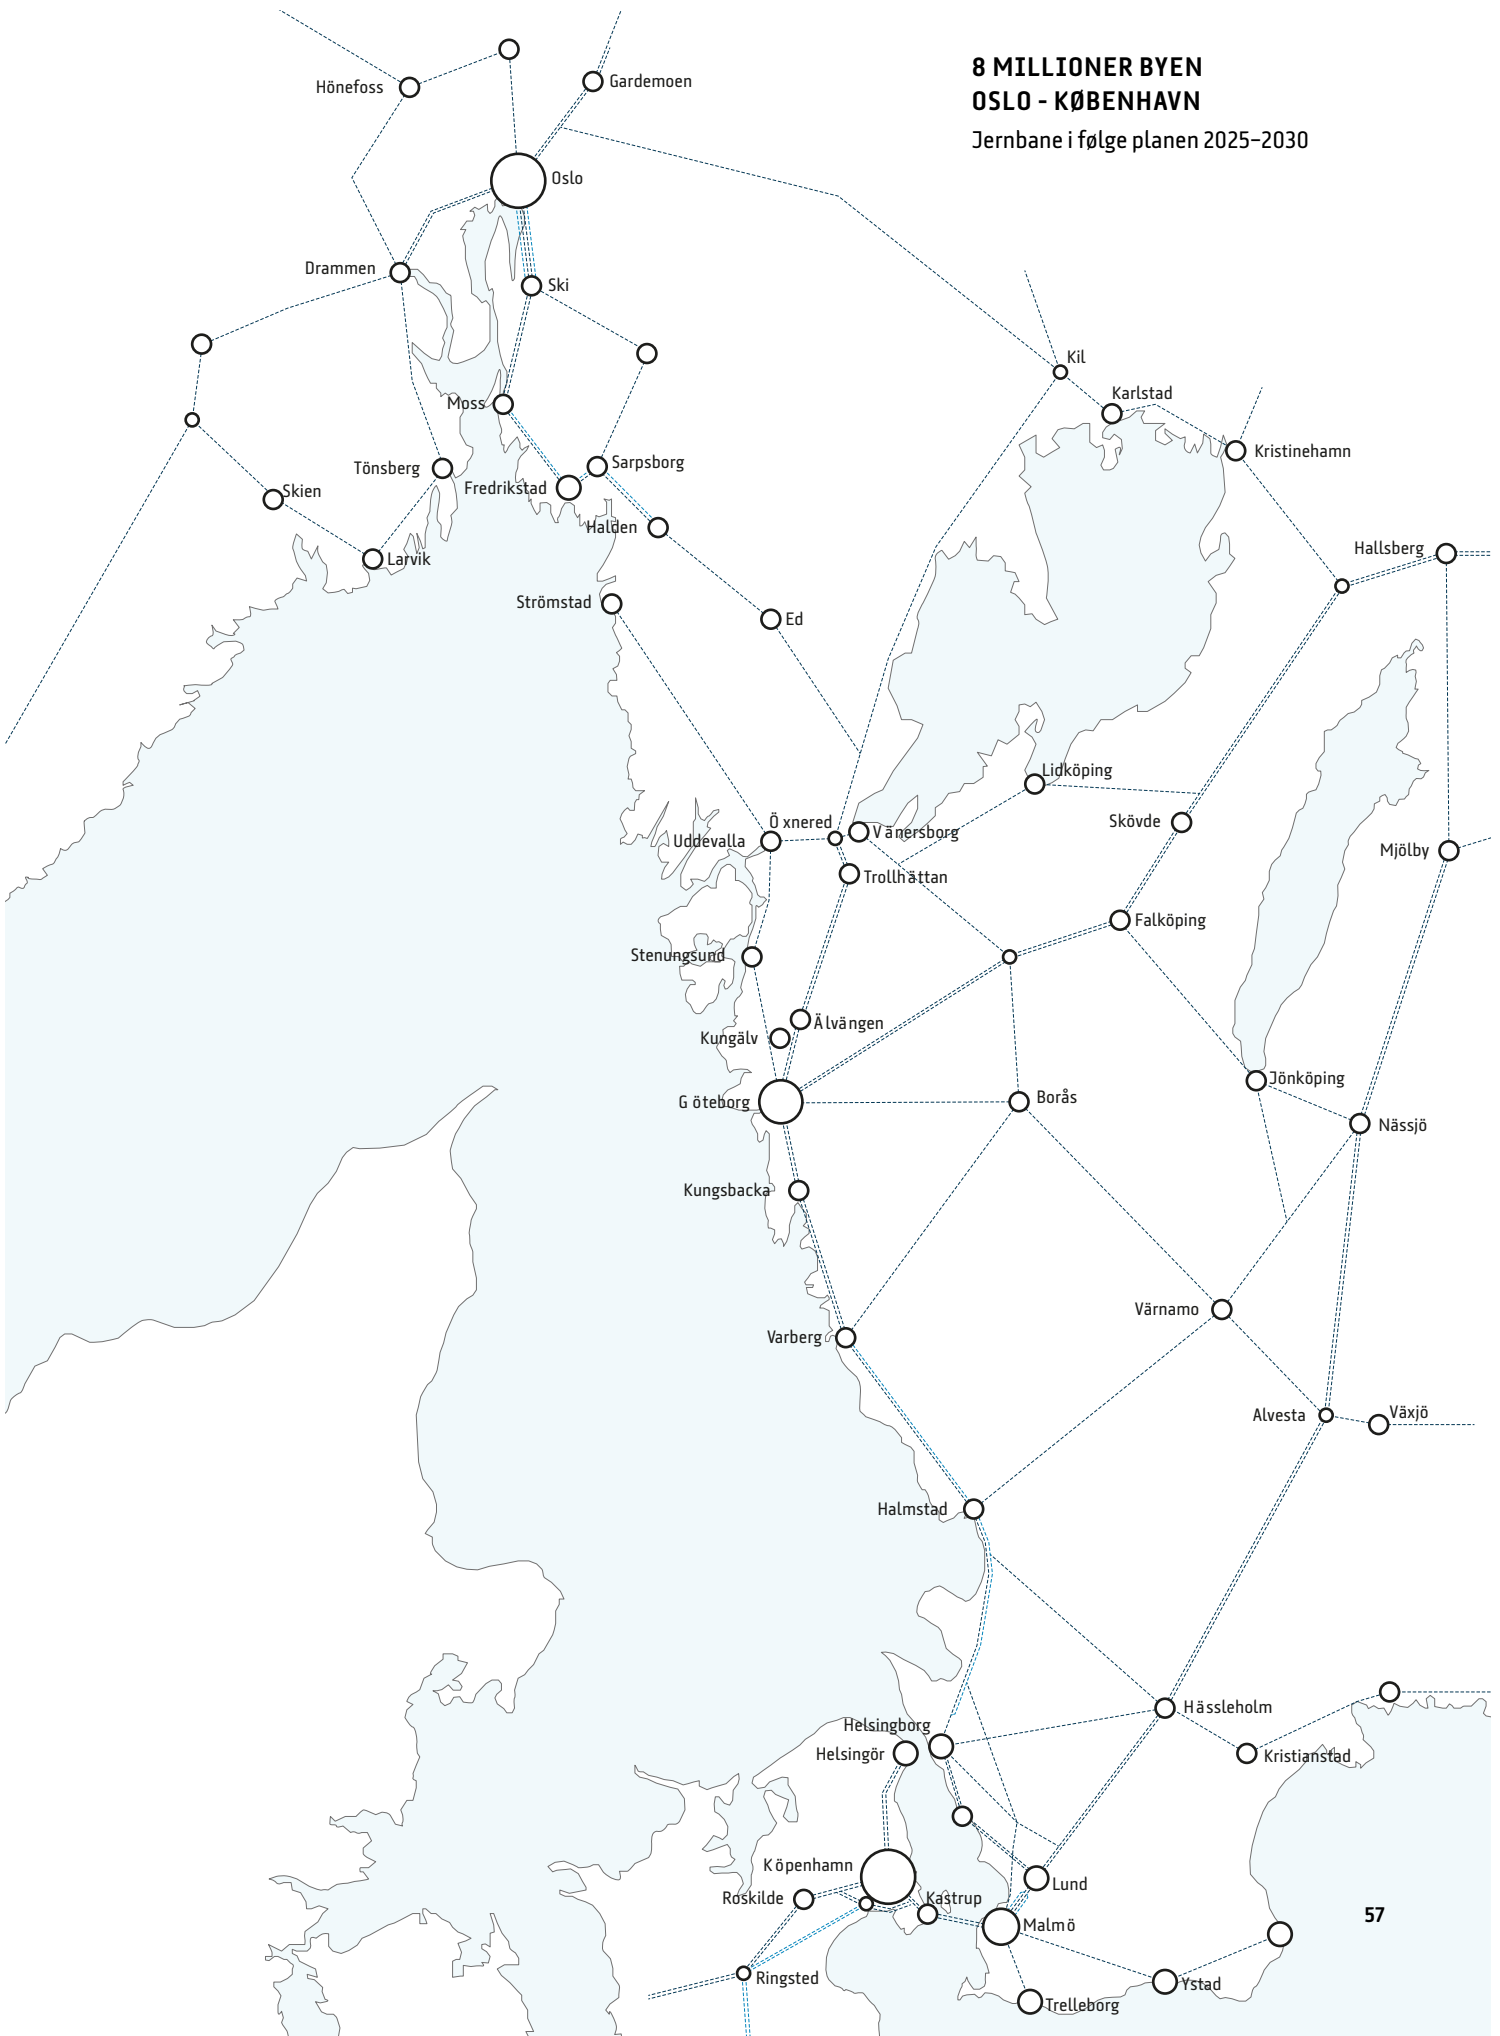 8 MILLIONER BYEN
OSLO - KØBENHAVN
Jernbane i følge planen 2025–2030
Hönefoss
Gardemoen
Oslo
Drammen
Ski
Kil
Karlstad
Moss
Kristinehamn
Tönsberg
Sarpsborg
Skien
Fredrikstad
Halden
Hallsberg
Larvik
Strömstad
Ed
Lidköping
Öxnered
Vänersborg
Skövde
Uddevalla
Mjölby
Trollhättan
Falköping
Stenungsund
Älvängen
Kungälv
Jönköping
Göteborg
Borås
Nässjö
Kungsbacka
Värnamo
Varberg
Alvesta
Växjö
Halmstad
Hässleholm
Helsingborg
Helsingör
Kristianstad
Köpenhamn
Lund
Roskilde
Kastrup
Malmö
57
Ringsted
Ystad
Trelleborg